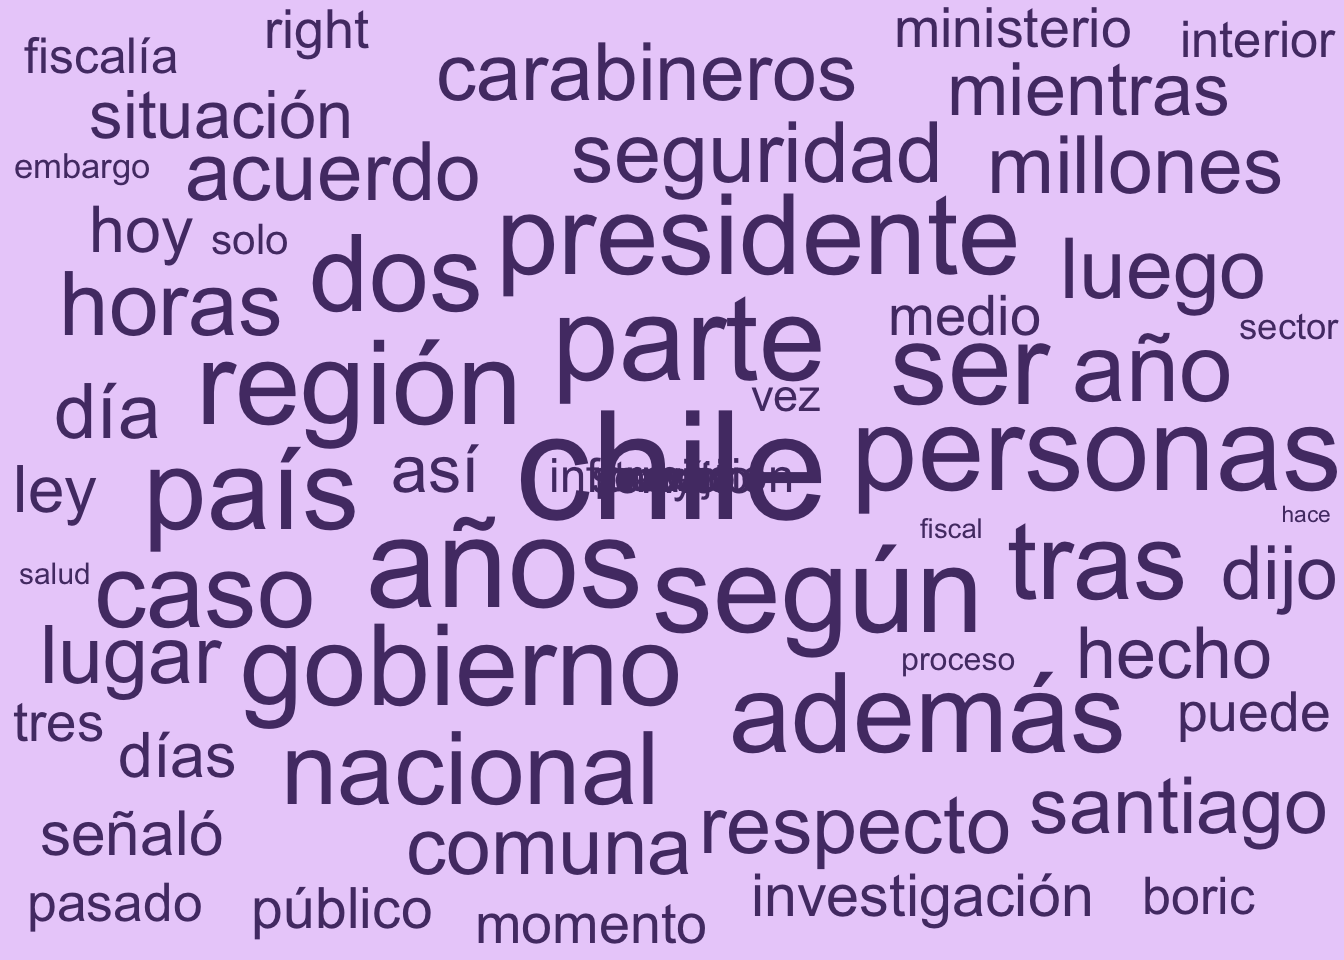 right
ministerio
interior
fiscalía
carabineros
mientras
situación
embargo
acuerdo
seguridad
millones
hoy
solo
dos
presidente
luego
horas
parte
medio
sector
día
región
vez
ser
año
ley
país
así
chile
personas
hace
fiscal
salud
caso
años
según
tras
dijo
lugar
gobierno
proceso
hecho
tres
días
nacional
además
puede
señaló
comuna
respecto
santiago
pasado
público
momento
investigación
boric